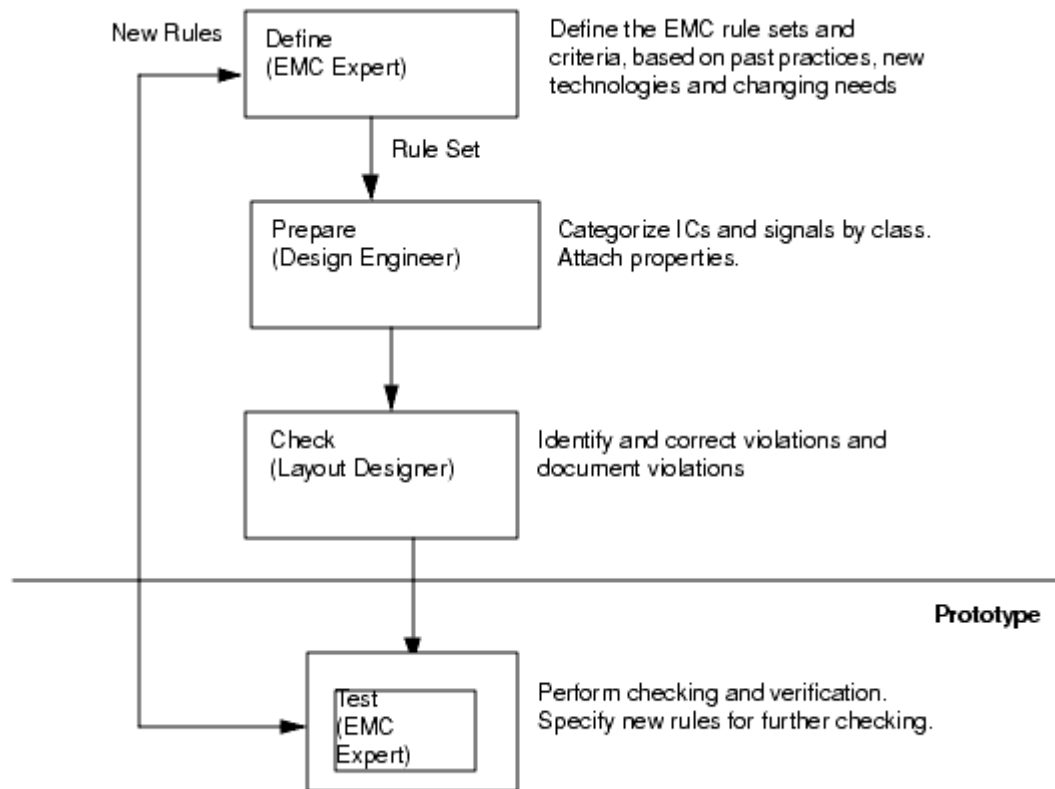 New Rules
Define
(EMC Expert)
Define the EMC rule sets and
criteria, based on past practices, new
technologies and changing needs
Rule Set
Prepare
(Design Engineer)
Categorize ICs and signals by class.
Attach properties.
Check
(Layout Designer)
Identify and correct violations and
document violations
Prototype
Test
(EMC
Expert)
Perform checking and verification.
Specify new rules for further checking.